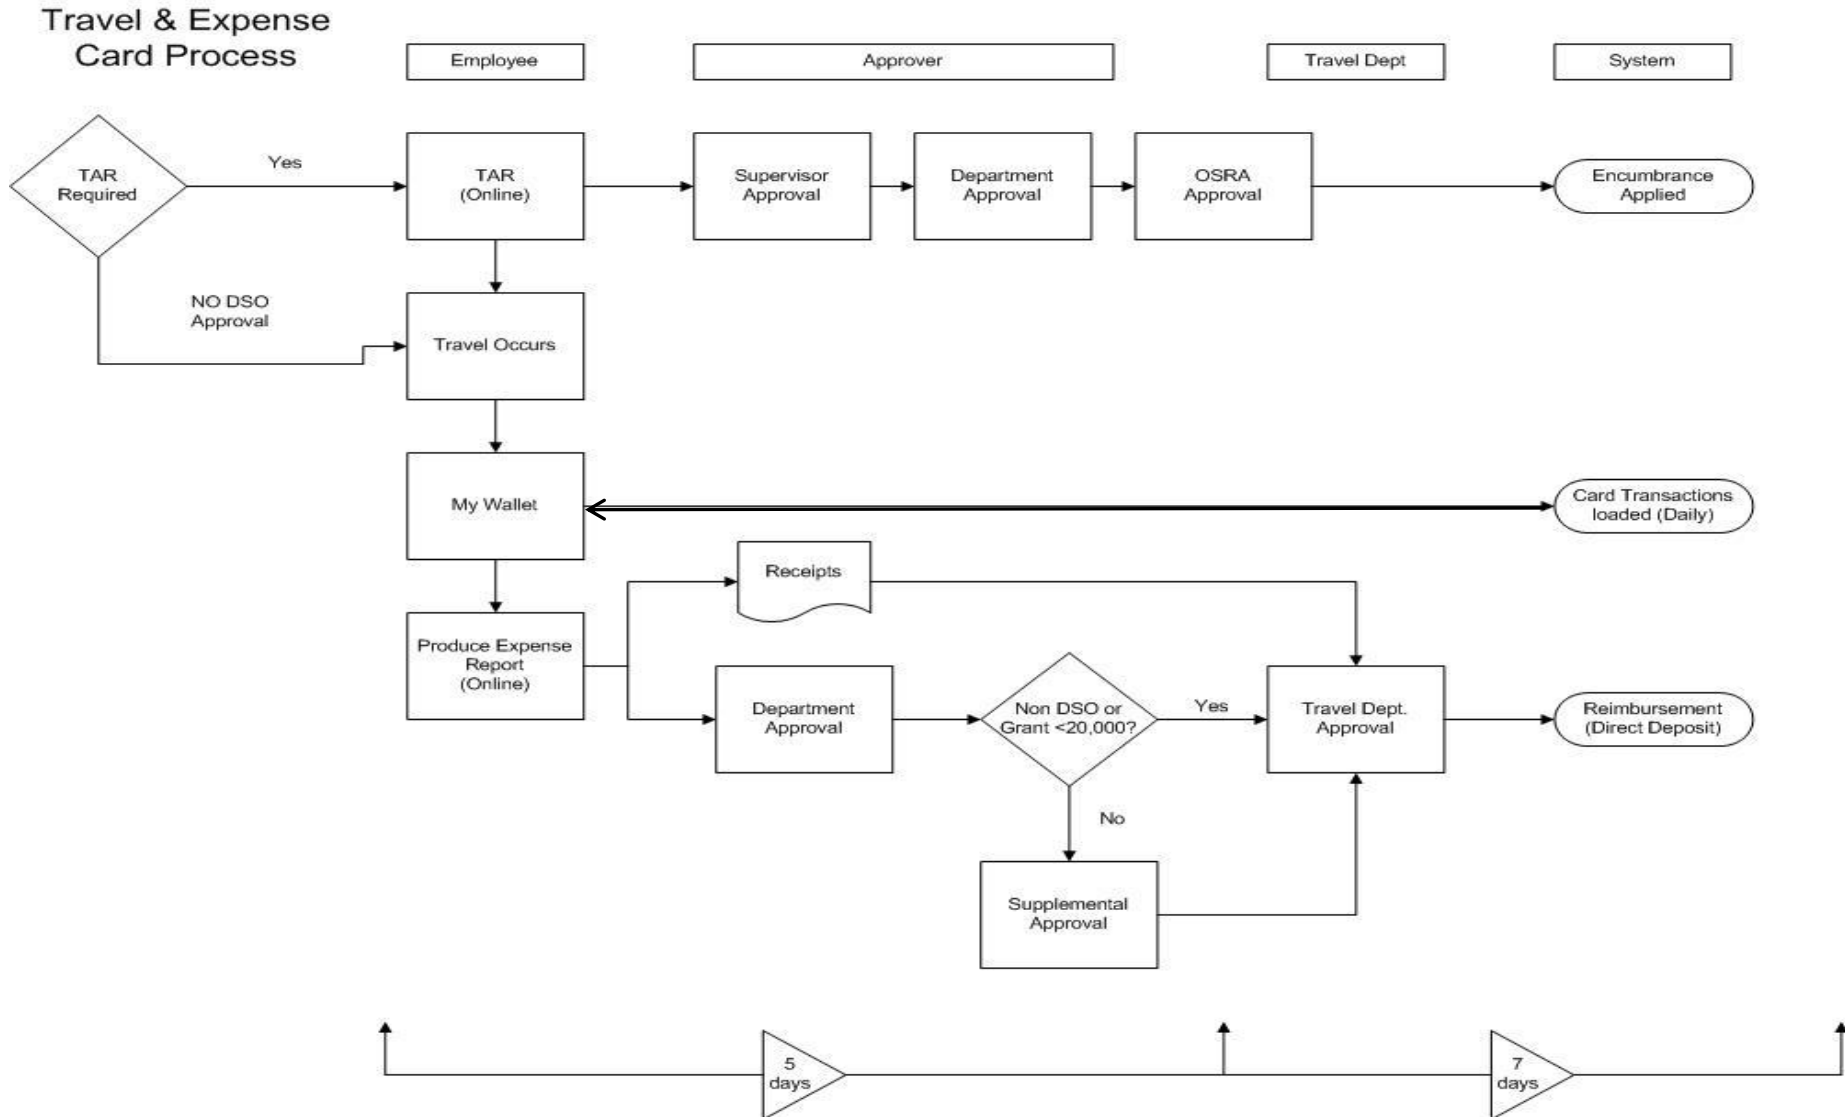 Travel & Expense
Card Process
Employee
Approver
Travel Dept
System
TAR
Required
Yes
TAR
(Online)
Supervisor
Approval
Department
Approval
OSRA
Approval
Encumbrance
Applied
NO DSO
Approval
Travel Occurs
My Wallet
Card Transactions
loaded (Daily)
Receipts
Produce Expense
Report
(Online)
Department
Approval
Non DSO or
Grant <20,000?
Yes
Travel Dept.
Approval
Reimbursement
(Direct Deposit)
No
Supplemental
Approval
5
days
7
days